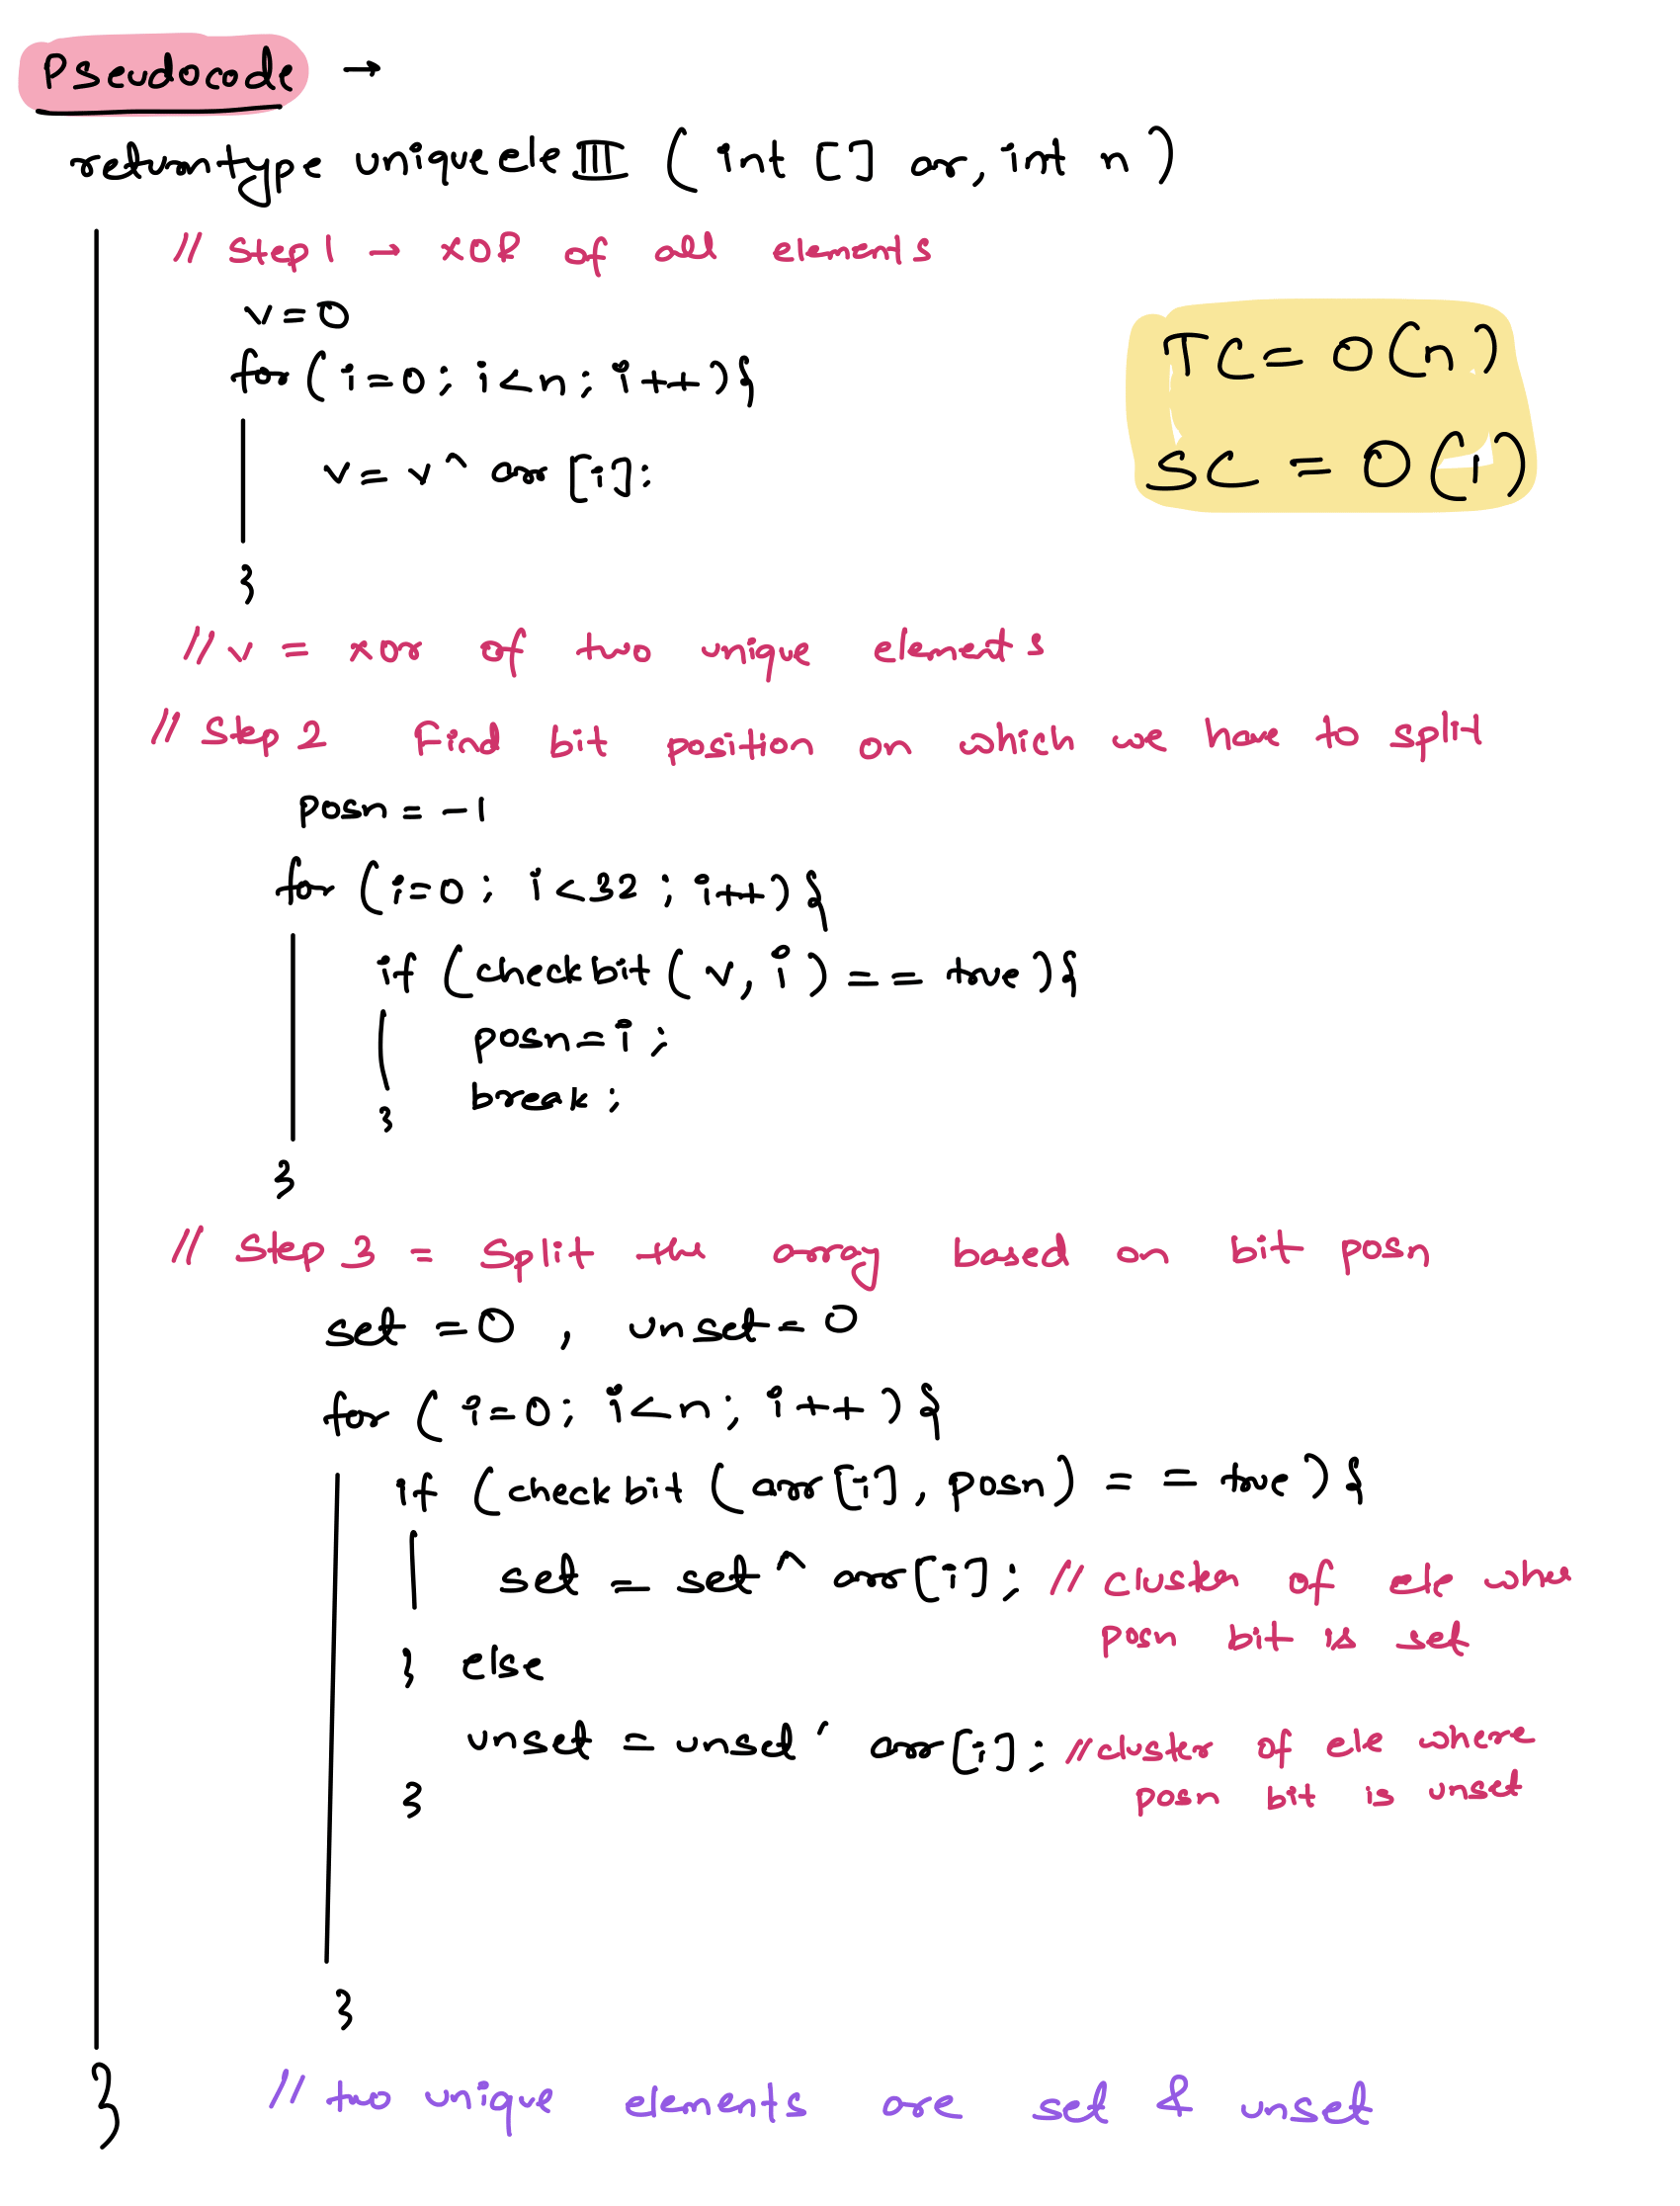 Pseudocode →
returntype uniqueeleIII (int [] arr, int n)
// Step1 → XOR of all elements
v=0
for (i=0; i<n; i++){
TC = O(n)
v = v ^ arr[i];
SC = O(1)
}
// v = xor of two unique elements
// Step 2 Find bit position on which we have to split
posn = -1
for (i=0; i<32; i++){
if (checkbit(v, i) == true){
posn=i;
break;
}
}
// Step 3 = Split the array based on bit posn
set = 0 , unset = 0
for (i=0; i<n; i++){
if (checkbit (arr[i], posn) == true){
set = set ^ arr[i]; // cluster of ele whee
posn bit is set
} else
unset = unset ^ arr[i]; // cluster of ele where
posn bit is unset
}
}
} // two unique elements are set & unset